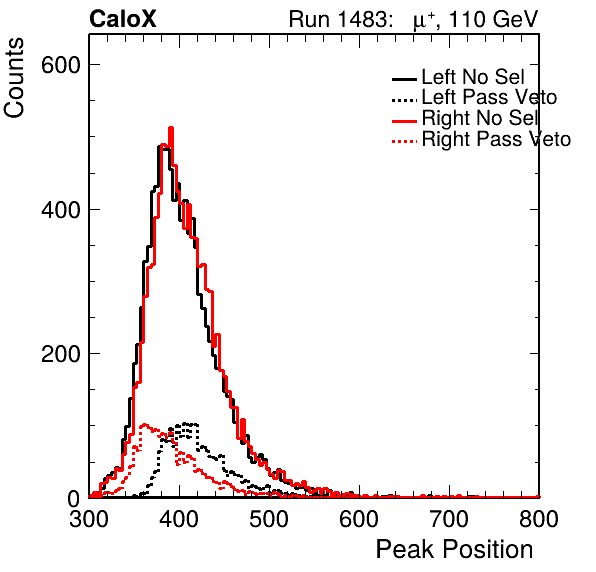 CaloX Run 1483: μ⁺, 110 GeV
Counts
600
400
200
0
Left No Sel
Left Pass Veto
Right No Sel
Right Pass Veto
300 400 500 600 700 800
Peak Position